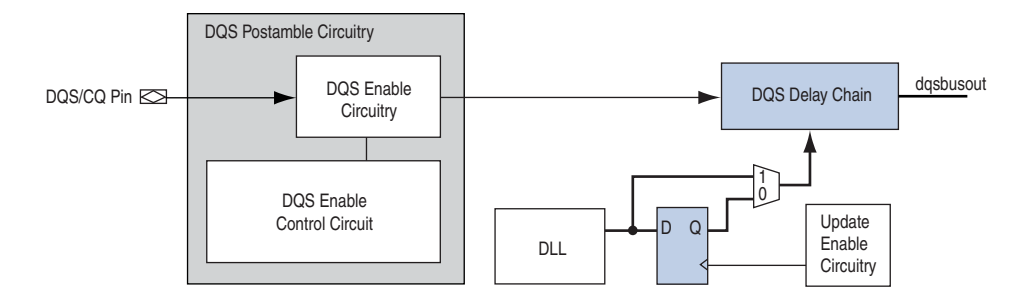 DQS Postamble Circuitry
DQS/CQ Pin
DQS Enable
Circuitry
DQS Delay Chain
dqsbusout
DQS Enable
Control Circuit
1
0
DLL
D Q
Update
Enable
Circuitry